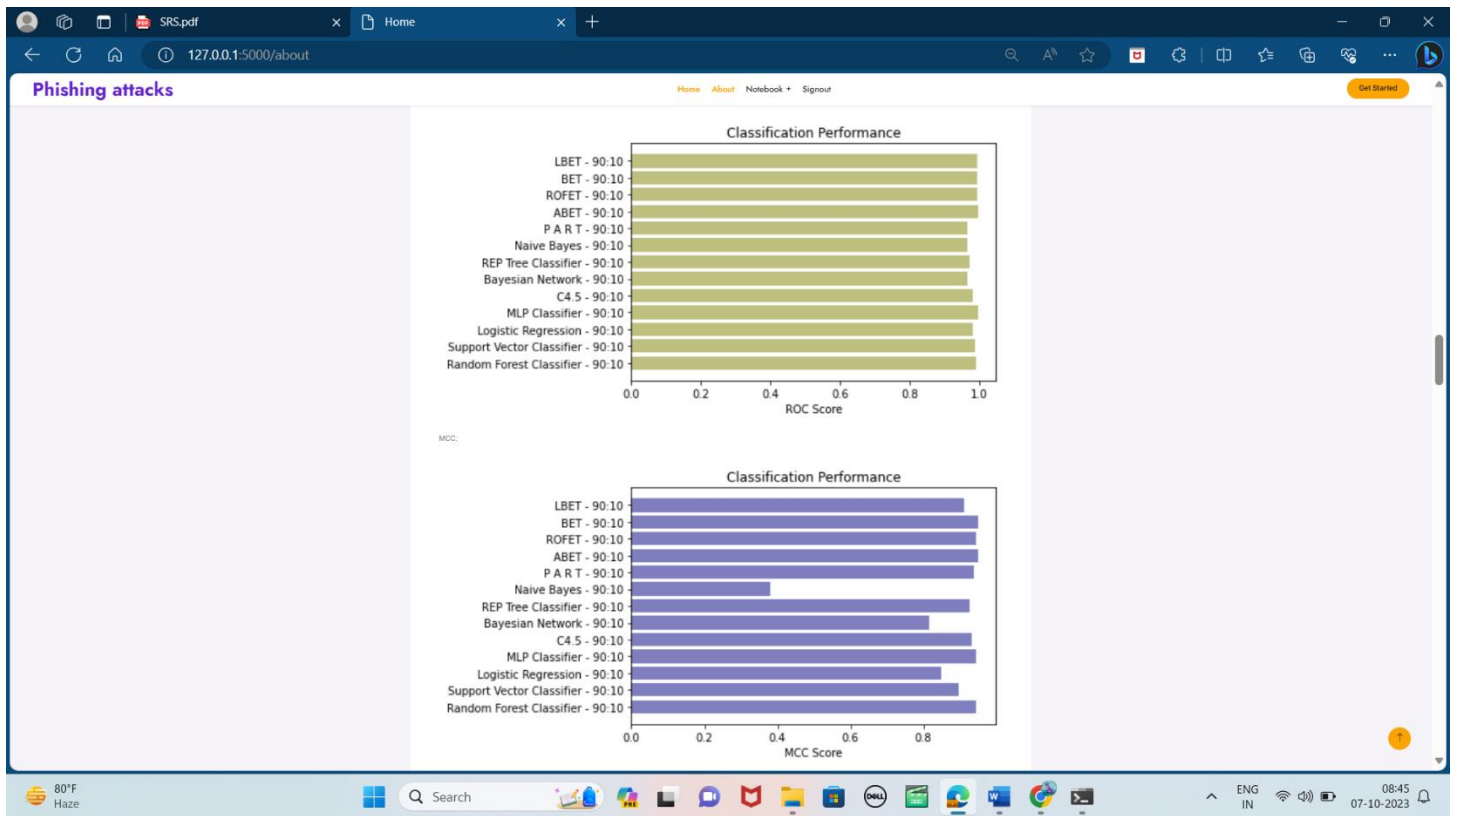 SRS.pdf
Home
127.0.0.1:5000/about
Phishing attacks
Home About Notebook + Signout
Get Started
Classification Performance
LBET - 90:10
BET - 90:10
ROFET - 90:10
ABET - 90:10
P A R T - 90:10
Naive Bayes - 90:10
REP Tree Classifier - 90:10
Bayesian Network - 90:10
C4.5 - 90:10
MLP Classifier - 90:10
Logistic Regression - 90:10
Support Vector Classifier - 90:10
Random Forest Classifier - 90:10
0.0 0.2 0.4 0.6 0.8 1.0
ROC Score
MCC:
Classification Performance
LBET - 90:10
BET - 90:10
ROFET - 90:10
ABET - 90:10
P A R T - 90:10
Naive Bayes - 90:10
REP Tree Classifier - 90:10
Bayesian Network - 90:10
C4.5 - 90:10
MLP Classifier - 90:10
Logistic Regression - 90:10
Support Vector Classifier - 90:10
Random Forest Classifier - 90:10
0.0 0.2 0.4 0.6 0.8
MCC Score
80°F
Haze
Search
PRE
DELL
ENG
IN
08:45
07-10-2023